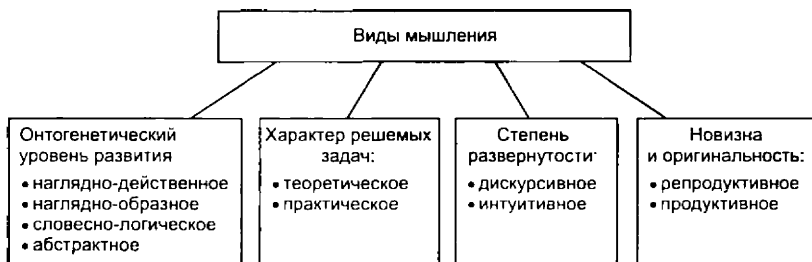 Виды мышления
Онтогенетический
уровень развития
• наглядно-действенное
• наглядно-образное
• словесно-логическое
• абстрактное
Характер решемых
задач:
• теоретическое
• практическое
Степень
развернутости:
• дискурсивное
• интуитивное
Новизна
и оригинальность:
• репродуктивное
• продуктивное